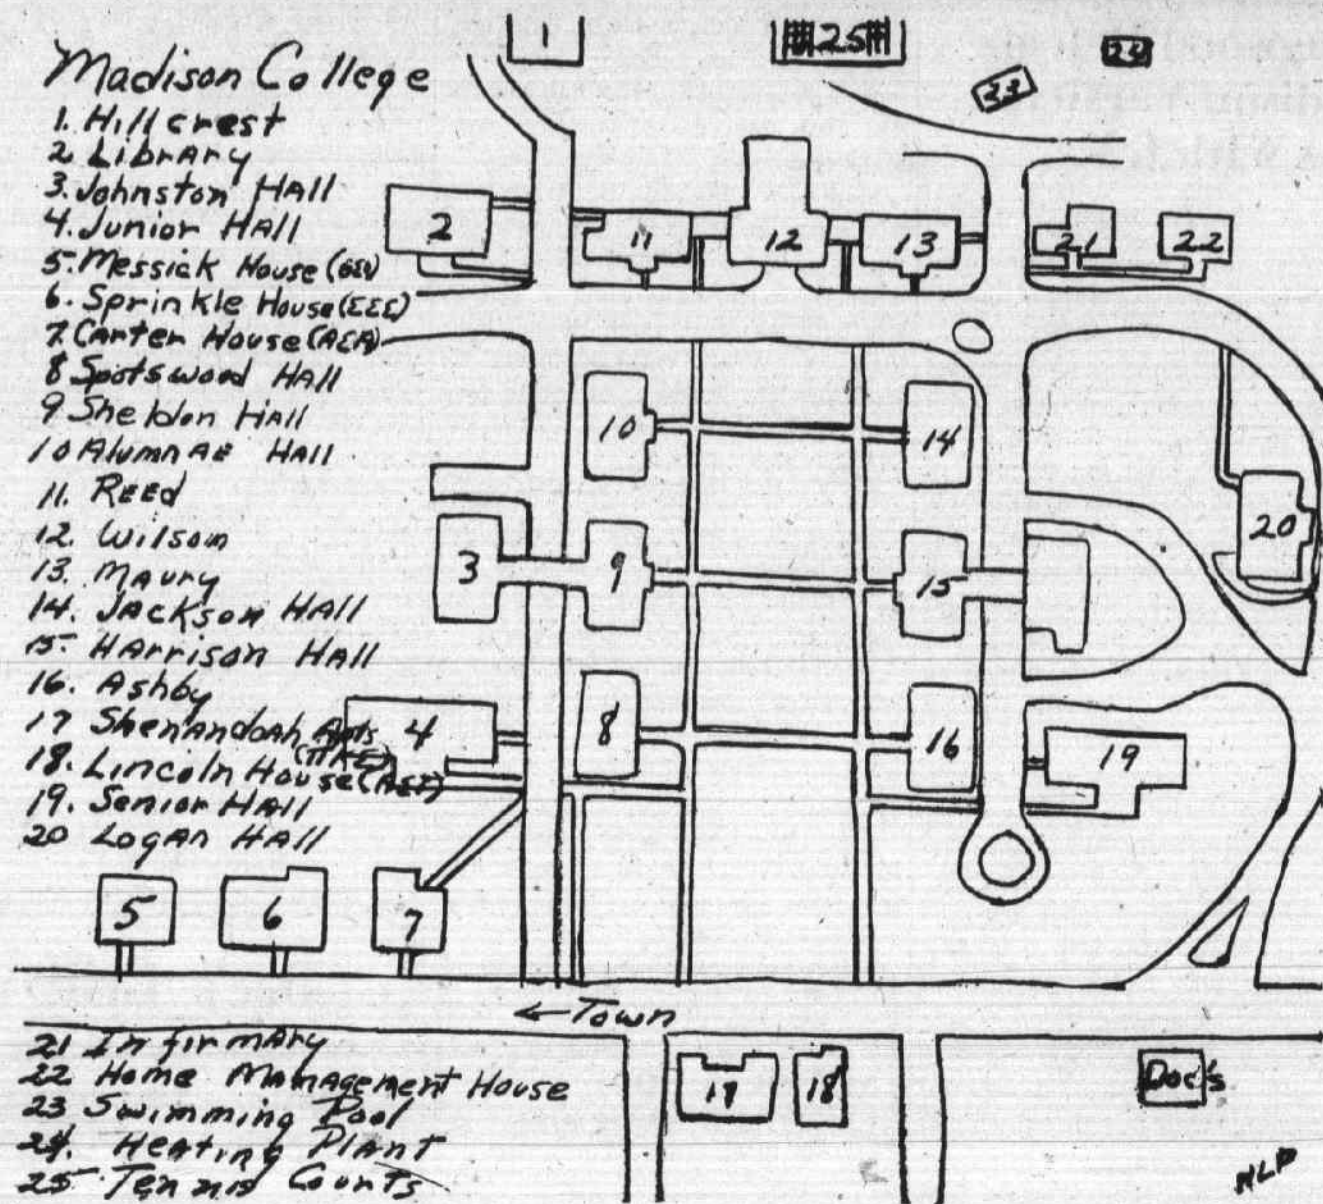 Madison College
1. Hillcrest
2 Library
3. Johnston Hall
4. Junior Hall
5. Messick House
6. Sprinkle House (ΣΣΣ)
7. Carter House (AΣA)
8 Spotswood Hall
9 Sheldon Hall
10 Alumnae Hall
11. Reed
12. Wilson
13. Maury
14. Jackson Hall
15. Harrison Hall
16. Ashby
17 Shenandoah Apts
18. Lincoln House
19. Senior Hall
20 Logan Hall
1
25
24
23
2
11
12
13
21
22
10
14
3
9
15
20
4
8
16
19
5
6
7
← Town
17
18
Doc's
21 Infirmary
22 Home Management House
23 Swimming Pool
24. Heating Plant
25 Tennis Courts
NLP